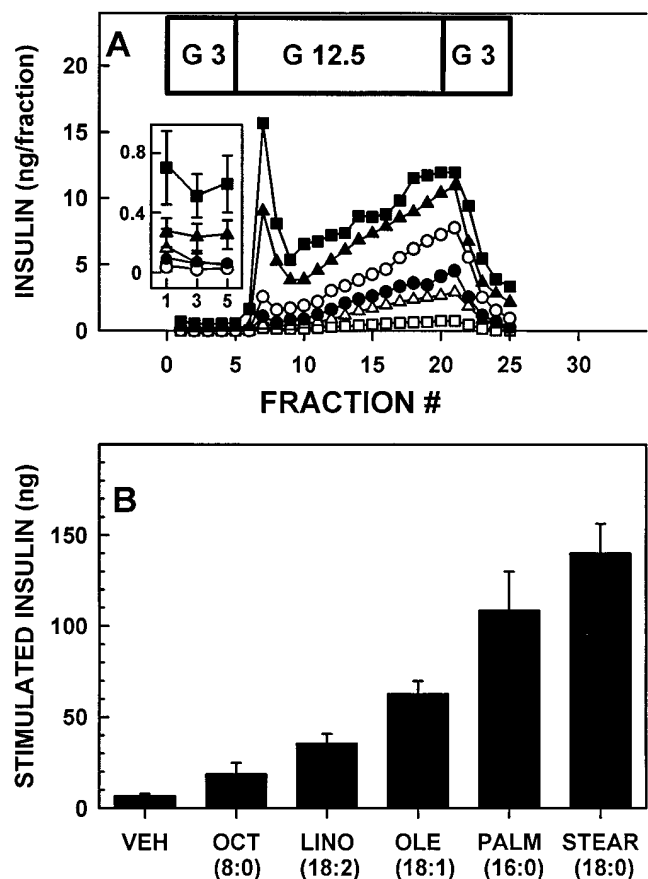 A
G 3
G 12.5
G 3
INSULIN (ng/fraction)
20
15
10
5
0
0.8
0.4
0
1 3 5
0 5 10 15 20 25 30
FRACTION #
B
STIMULATED INSULIN (ng)
150
100
50
0
VEH OCT LINO OLE PALM STEAR
(8:0) (18:2) (18:1) (16:0) (18:0)